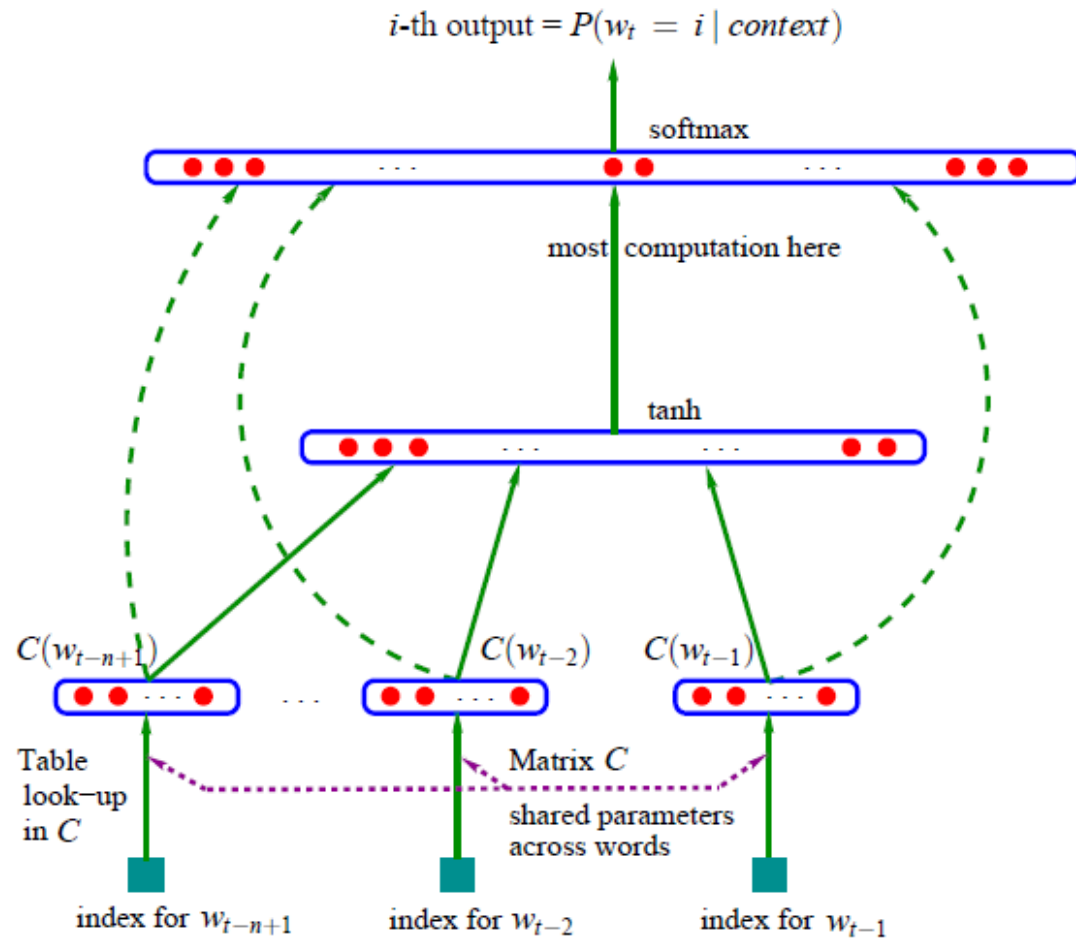 i-th output = P(w_t = i | context)
softmax
. . .
. . .
most computation here
tanh
. . .
. . .
C(w_{t−n+1})
C(w_{t−2})
C(w_{t−1})
. . .
. . .
. . .
. . .
Table
look−up
in C
Matrix C
shared parameters
across words
index for w_{t−n+1}
index for w_{t−2}
index for w_{t−1}